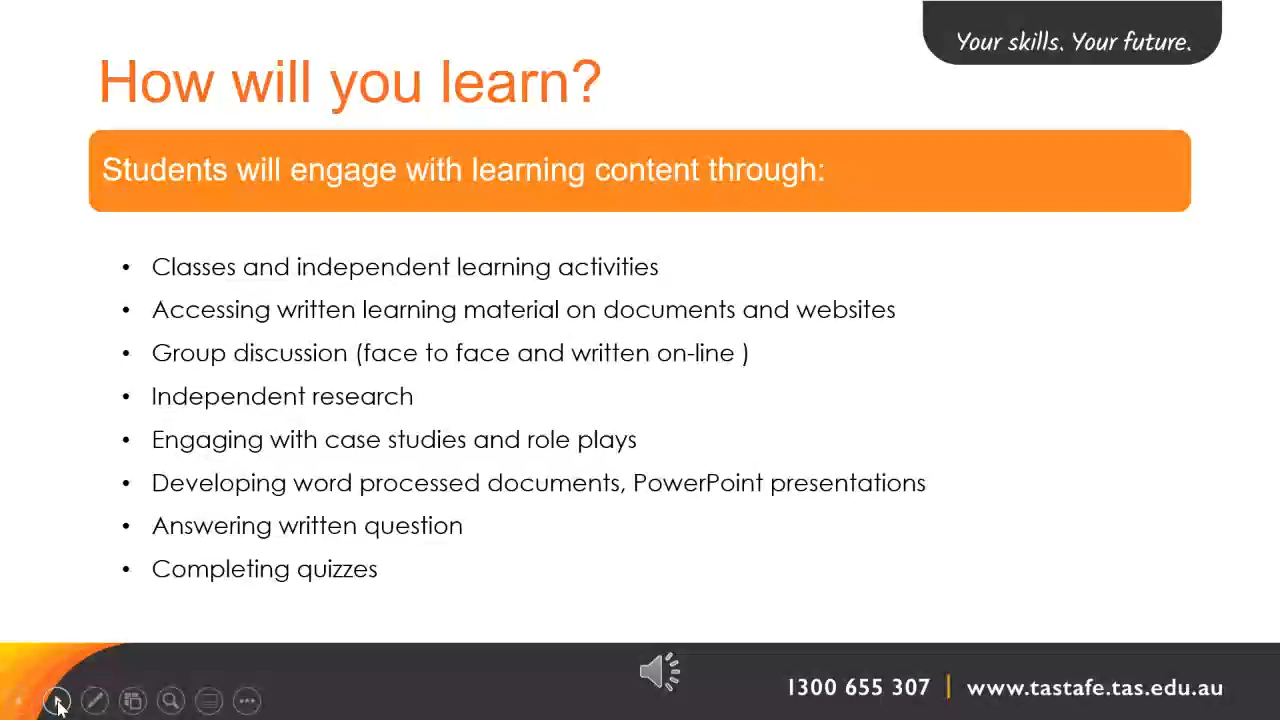 Your skills. Your future.
How will you learn?
Students will engage with learning content through:
• Classes and independent learning activities
• Accessing written learning material on documents and websites
• Group discussion (face to face and written on-line )
• Independent research
• Engaging with case studies and role plays
• Developing word processed documents, PowerPoint presentations
• Answering written question
• Completing quizzes
1300 655 307 | www.tastafe.tas.edu.au